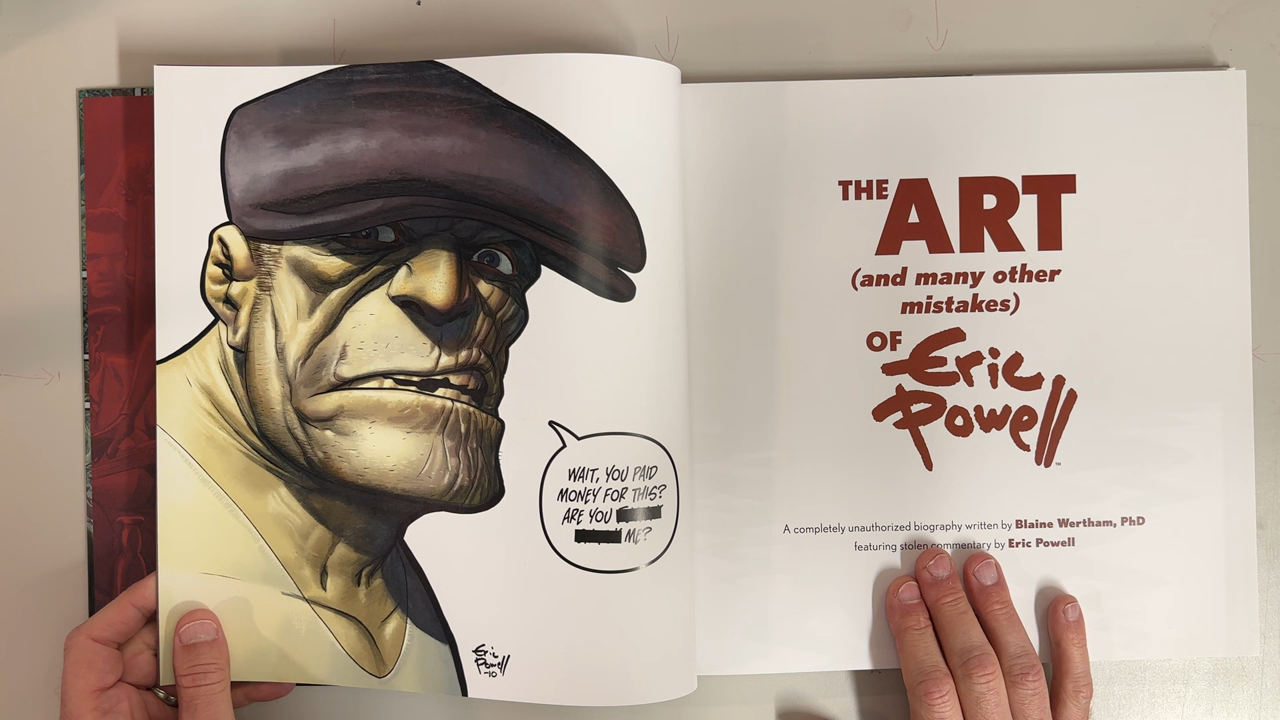 WAIT, YOU PAID
MONEY FOR THIS?
ARE YOU
ME?
Eric
Powell
-10
THE ART
(and many other
mistakes)
OF Eric
Powell
™
A completely unauthorized biography written by Blaine Wertham, PhD
featuring stolen commentary by Eric Powell